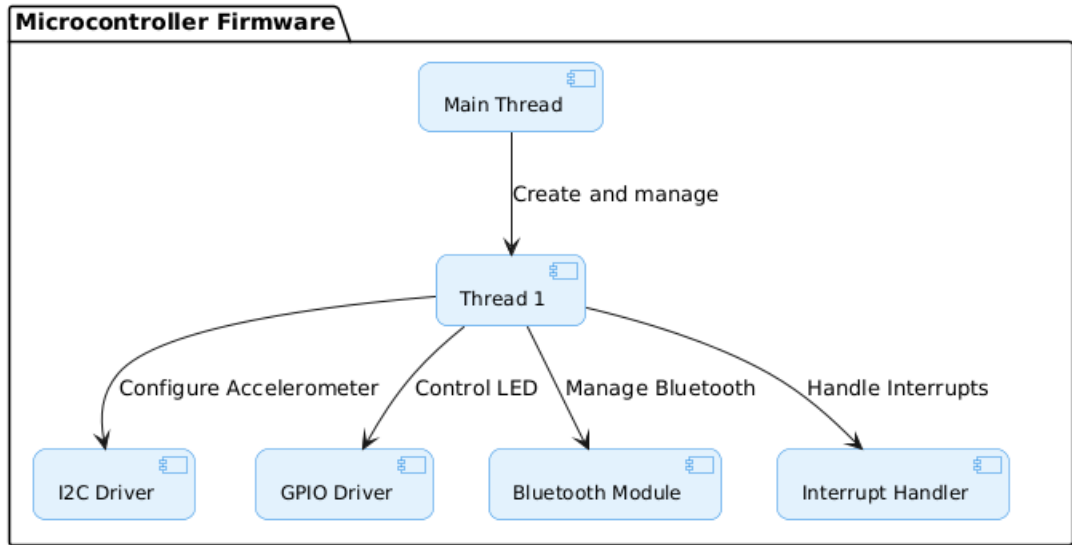 Microcontroller Firmware
Main Thread
Create and manage
Thread 1
Configure Accelerometer
Control LED
Manage Bluetooth
Handle Interrupts
I2C Driver
GPIO Driver
Bluetooth Module
Interrupt Handler